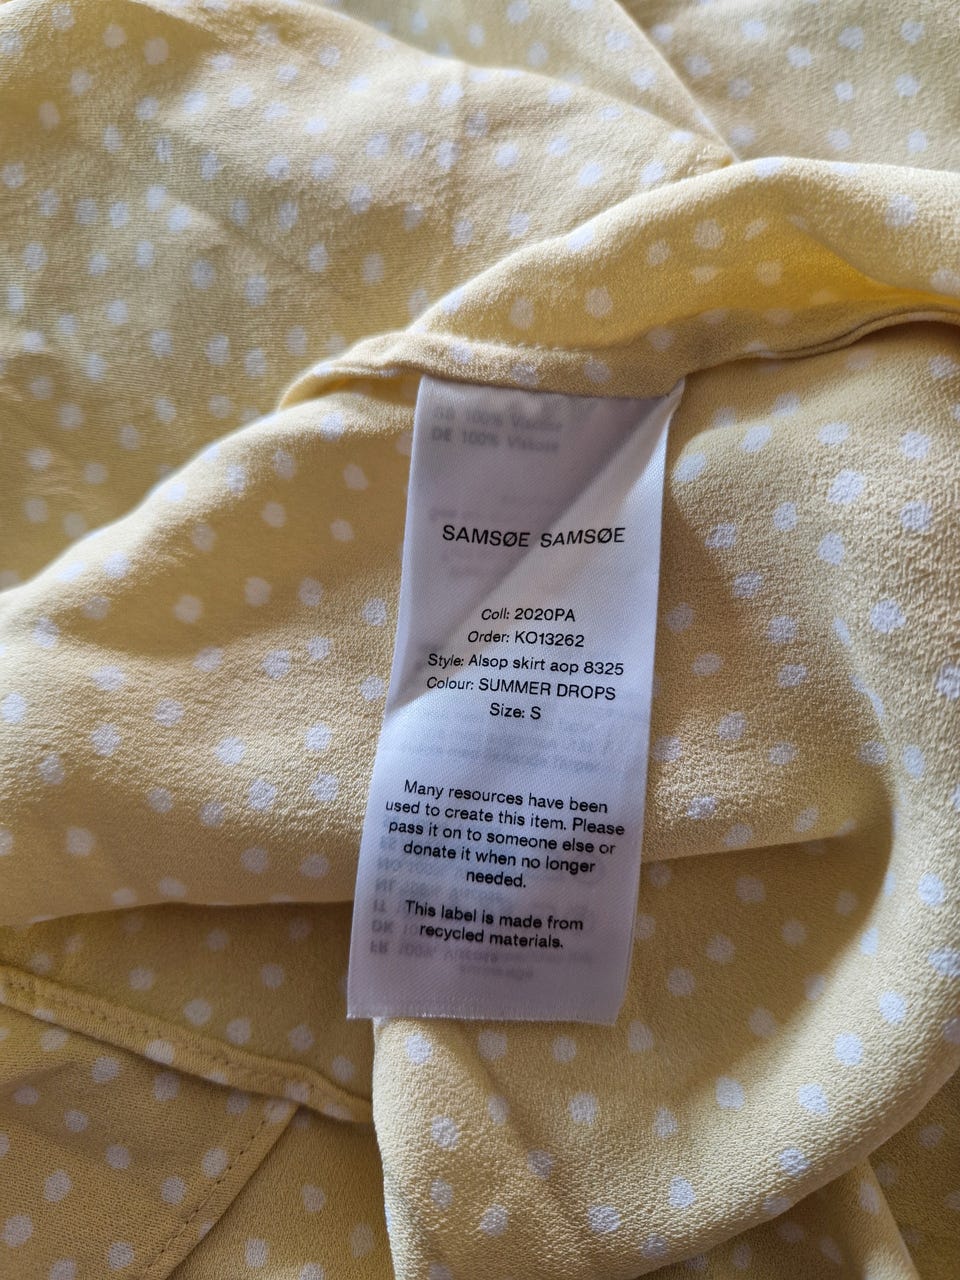 100% Viscose
DE 100% Viscose
SAMSØE SAMSØE
Coll: 2020PA
Order: KO13262
Style: Alsop skirt aop 8325
Colour: SUMMER DROPS
Size: S
Many resources have been
used to create this item. Please
pass it on to someone else or
donate it when no longer
needed.
This label is made from
recycled materials.